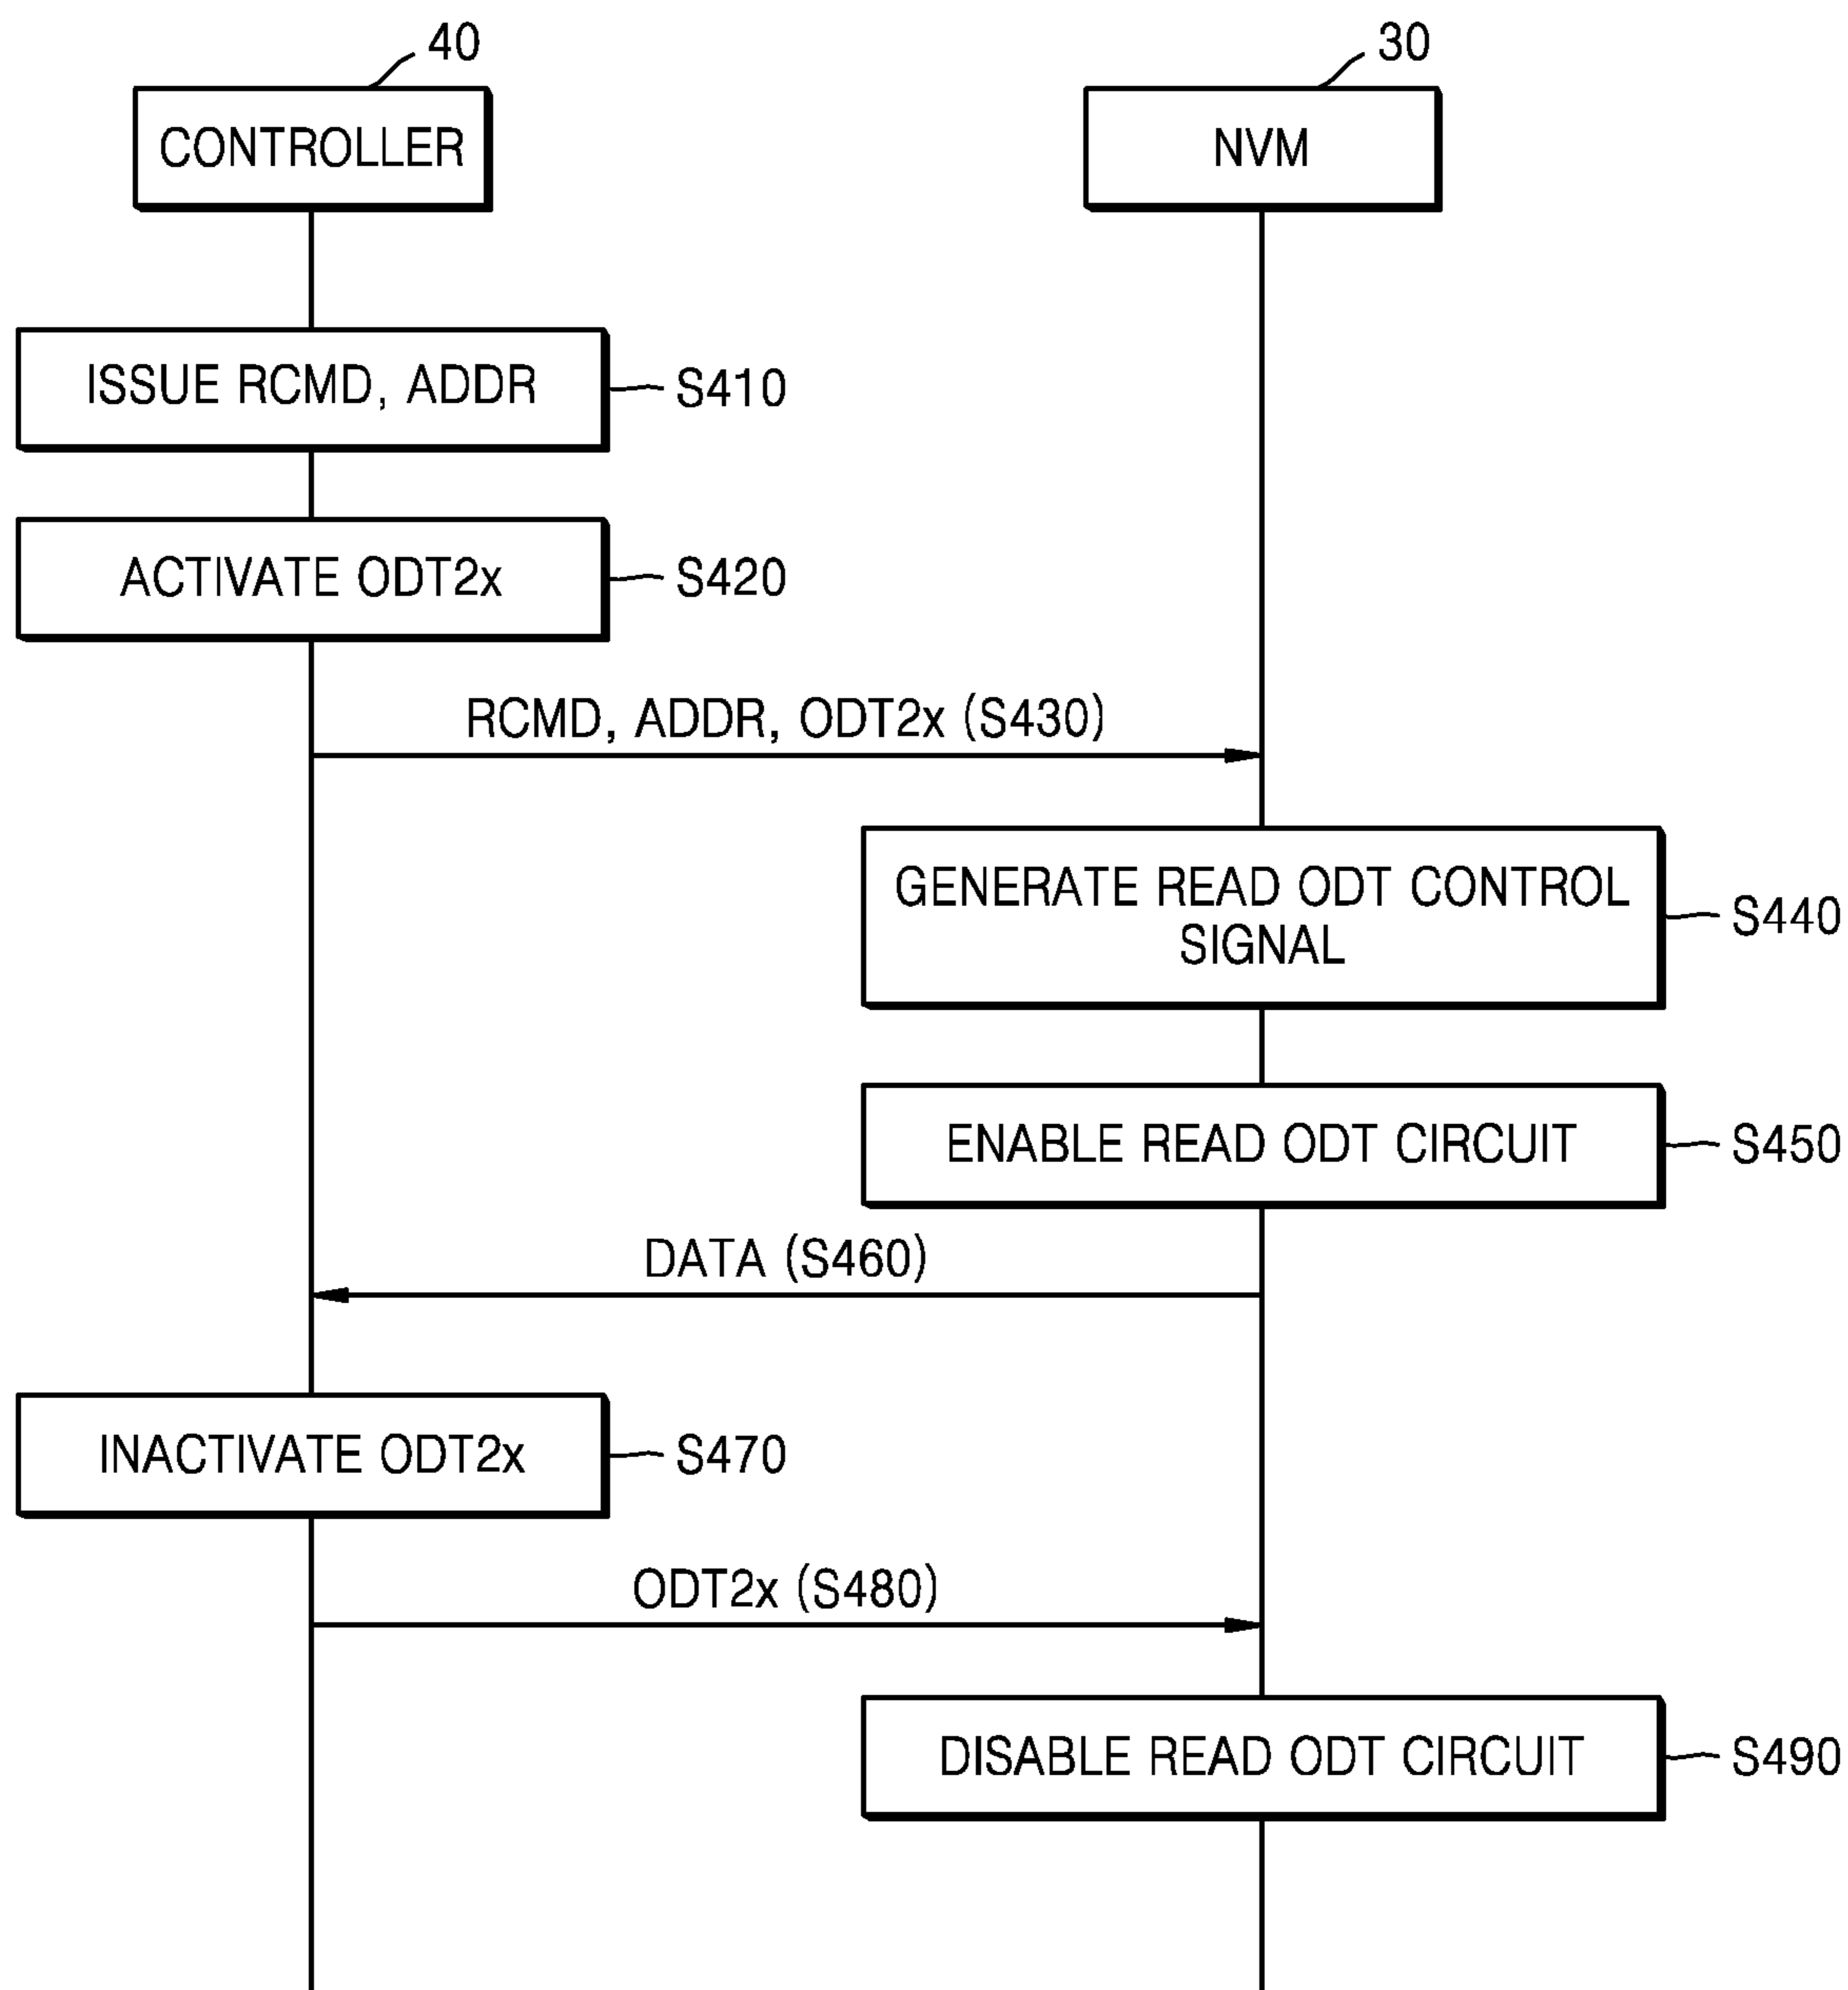 40
30
CONTROLLER
NVM
ISSUE RCMD, ADDR
S410
ACTIVATE ODT2x
S420
RCMD, ADDR, ODT2x (S430)
GENERATE READ ODT CONTROL
SIGNAL
S440
ENABLE READ ODT CIRCUIT
S450
DATA (S460)
INACTIVATE ODT2x
S470
ODT2x (S480)
DISABLE READ ODT CIRCUIT
S490